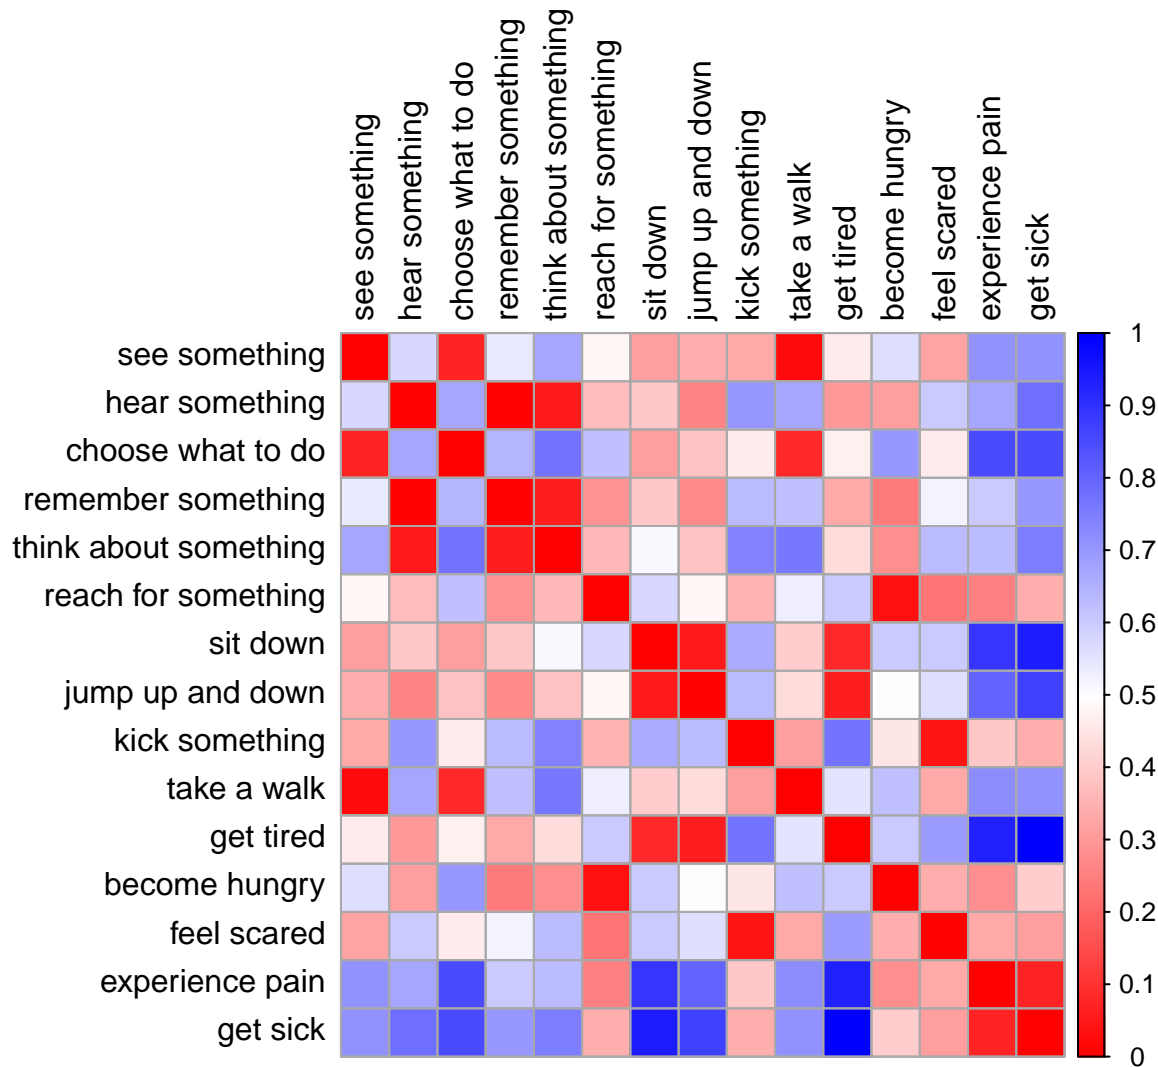 see something
hear something
choose what to do
remember something
think about something
reach for something
sit down
jump up and down
kick something
take a walk
get tired
become hungry
feel scared
experience pain
get sick
see something
hear something
choose what to do
remember something
think about something
reach for something
sit down
jump up and down
kick something
take a walk
get tired
become hungry
feel scared
experience pain
get sick
1
0.9
0.8
0.7
0.6
0.5
0.4
0.3
0.2
0.1
0